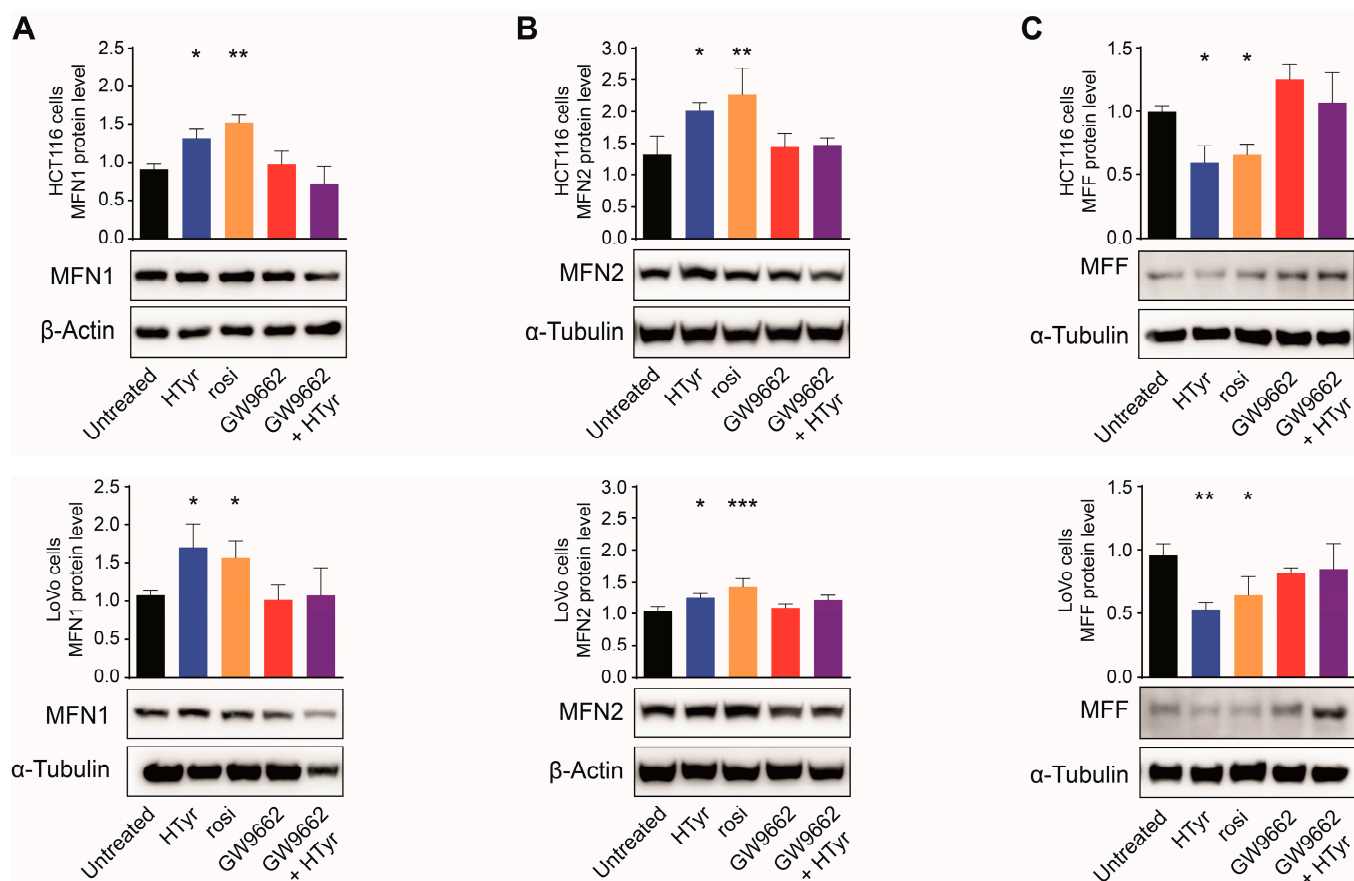 A
HCT116 cells
MFN1 protein level
2.5
2.0
1.5
1.0
0.5
0.0
* **
MFN1
β-Actin
Untreated
HTyr
rosi
GW9662
GW9662
+ HTyr
B
HCT116 cells
MFN2 protein level
3.0
2.5
2.0
1.5
1.0
0.5
0.0
* **
MFN2
α-Tubulin
Untreated
HTyr
rosi
GW9662
GW9662
+ HTyr
C
HCT116 cells
MFF protein level
1.5
1.0
0.5
0.0
* *
MFF
α-Tubulin
Untreated
HTyr
rosi
GW9662
GW9662
+ HTyr
LoVo cells
MFN1 protein level
2.5
2.0
1.5
1.0
0.5
0.0
* *
MFN1
α-Tubulin
Untreated
HTyr
rosi
GW9662
GW9662
+ HTyr
LoVo cells
MFN2 protein level
3.0
2.5
2.0
1.5
1.0
0.5
0.0
* ***
MFN2
β-Actin
Untreated
HTyr
rosi
GW9662
GW9662
+ HTyr
LoVo cells
MFF protein level
1.5
1.0
0.5
0.0
** *
MFF
α-Tubulin
Untreated
HTyr
rosi
GW9662
GW9662
+ HTyr